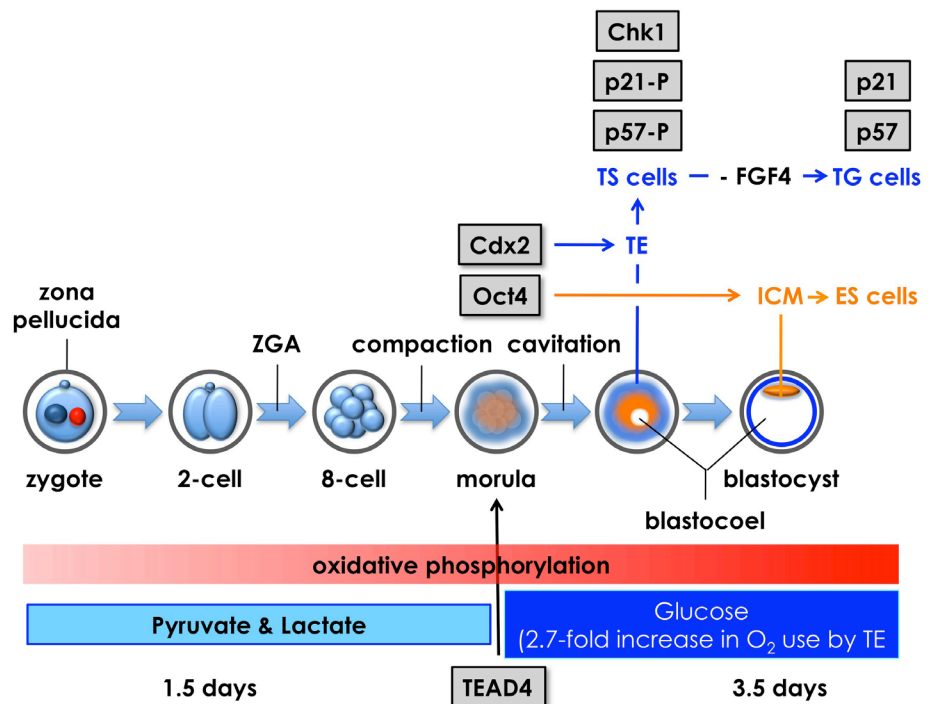 Chk1
p21-P
p21
p57-P
p57
TS cells
- FGF4
TG cells
Cdx2
TE
Oct4
ICM
ES cells
zona
pellucida
ZGA
compaction
cavitation
zygote
2-cell
8-cell
morula
blastocyst
blastocoel
oxidative phosphorylation
Pyruvate & Lactate
Glucose
(2.7-fold increase in O₂ use by TE
1.5 days
TEAD4
3.5 days